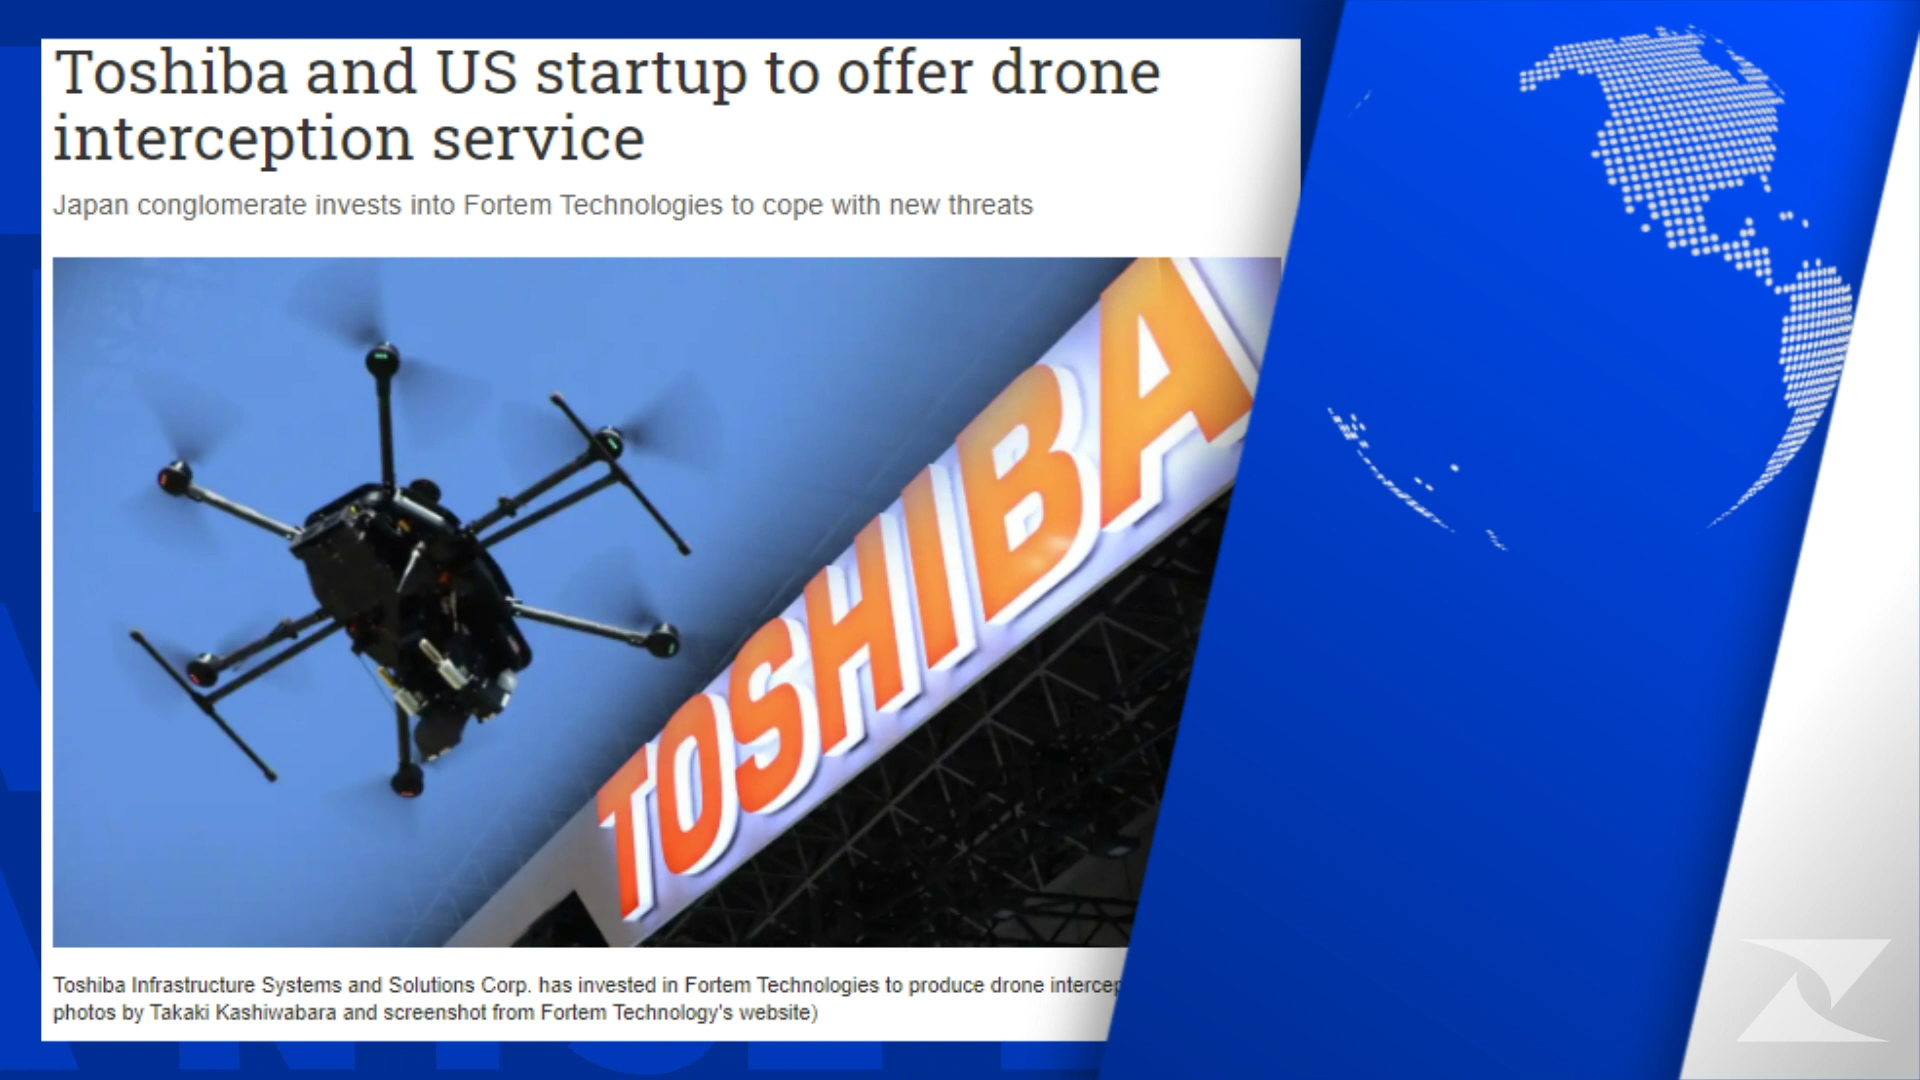 Toshiba and US startup to offer drone
interception service
Japan conglomerate invests into Fortem Technologies to cope with new threats
TOSHIBA
Toshiba Infrastructure Systems and Solutions Corp. has invested in Fortem Technologies to produce drone
photos by Takaki Kashiwabara and screenshot from Fortem Technology's website)